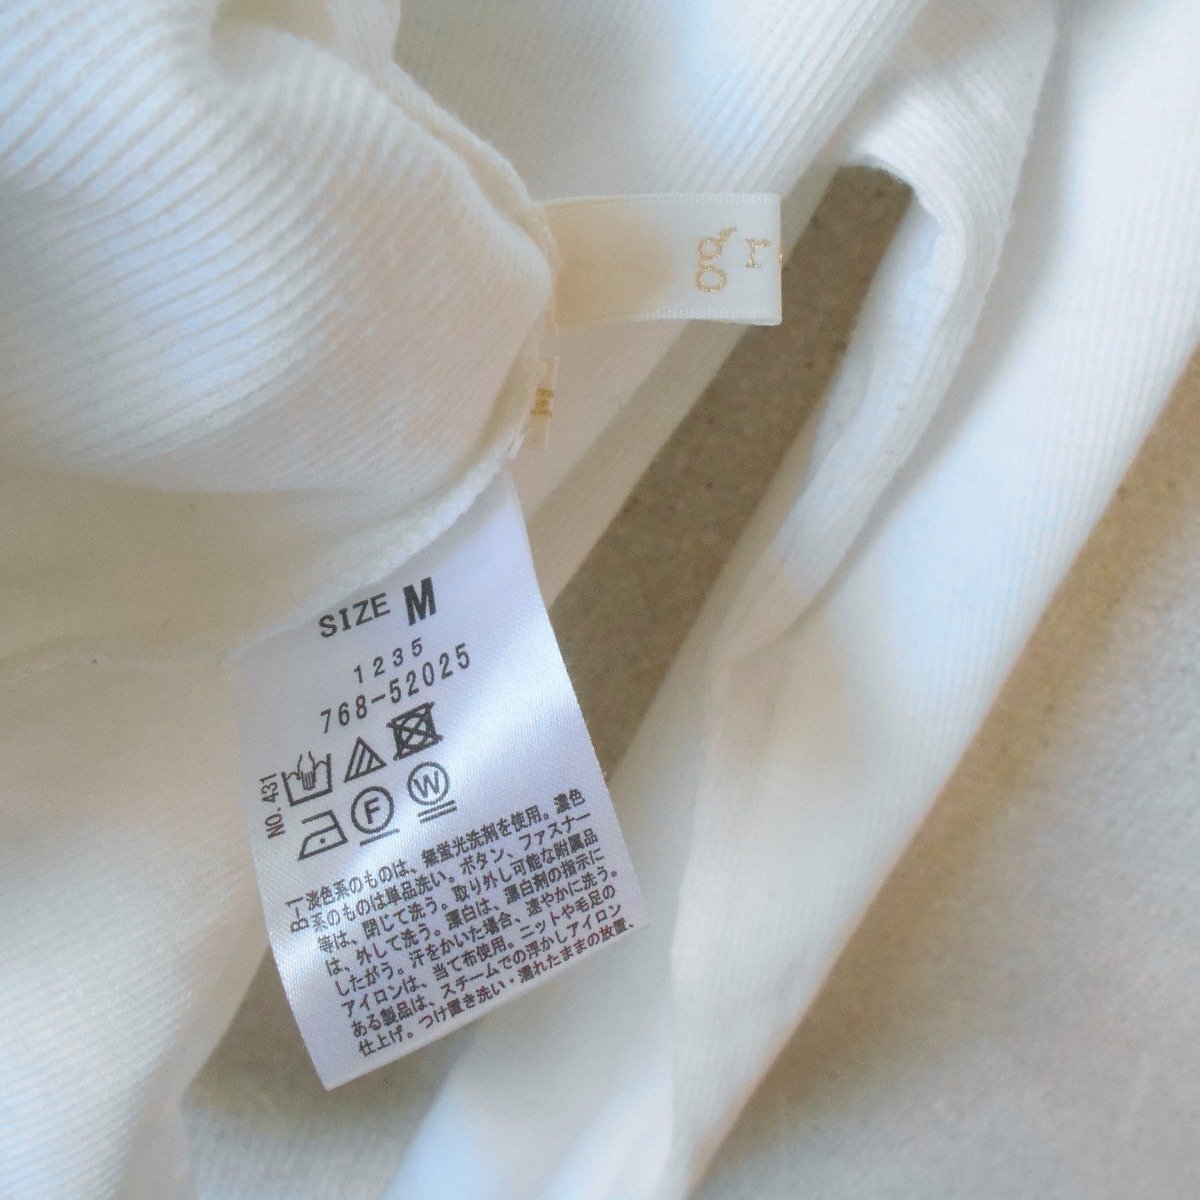 gr
M
SIZE M
1235
768-52025
NO.431
F
W
B-1
淡色系のものは、無蛍光洗剤を使用。濃色
系のものは単品洗い。ボタン、ファスナー
等は、閉じて洗う。取り外し可能な附属品
は、外して洗う。漂白は、漂白剤の指示に
したがう。汗をかいた場合、速やかに洗う。
アイロンは、当て布使用。ニットや毛足の
ある製品は、スチームでの浮かしアイロン
仕上げ。つけ置き洗い・濡れたままの放置、